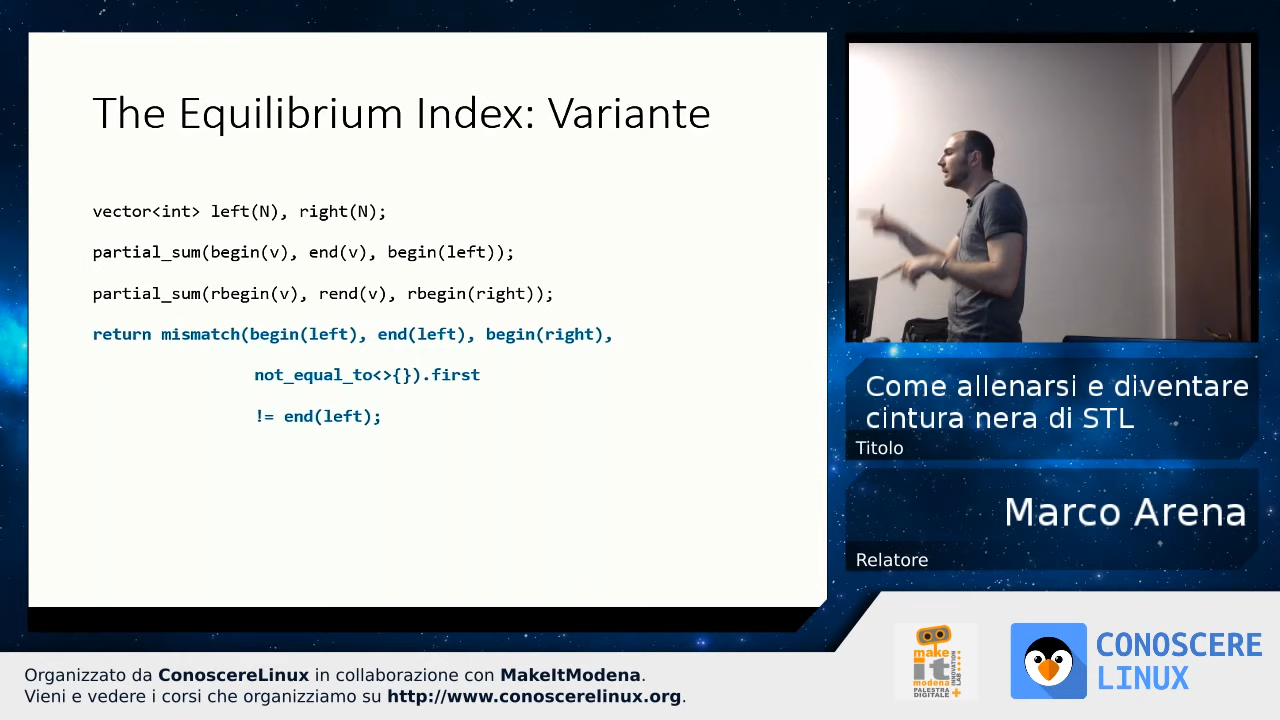 The Equilibrium Index: Variante
vector<int> left(N), right(N);
partial_sum(begin(v), end(v), begin(left));
partial_sum(rbegin(v), rend(v), rbegin(right));
return mismatch(begin(left), end(left), begin(right),
not_equal_to<>{}).first
!= end(left);
Come allenarsi e diventare
cintura nera di STL
Titolo
Marco Arena
Relatore
make
it
modena
PALESTRA
DIGITALE
INNOVATION
LAB
CONOSCERE
LINUX
Organizzato da ConoscereLinux in collaborazione con MakeItModena.
Vieni e vedere i corsi che organizziamo su http://www.conoscerelinux.org.